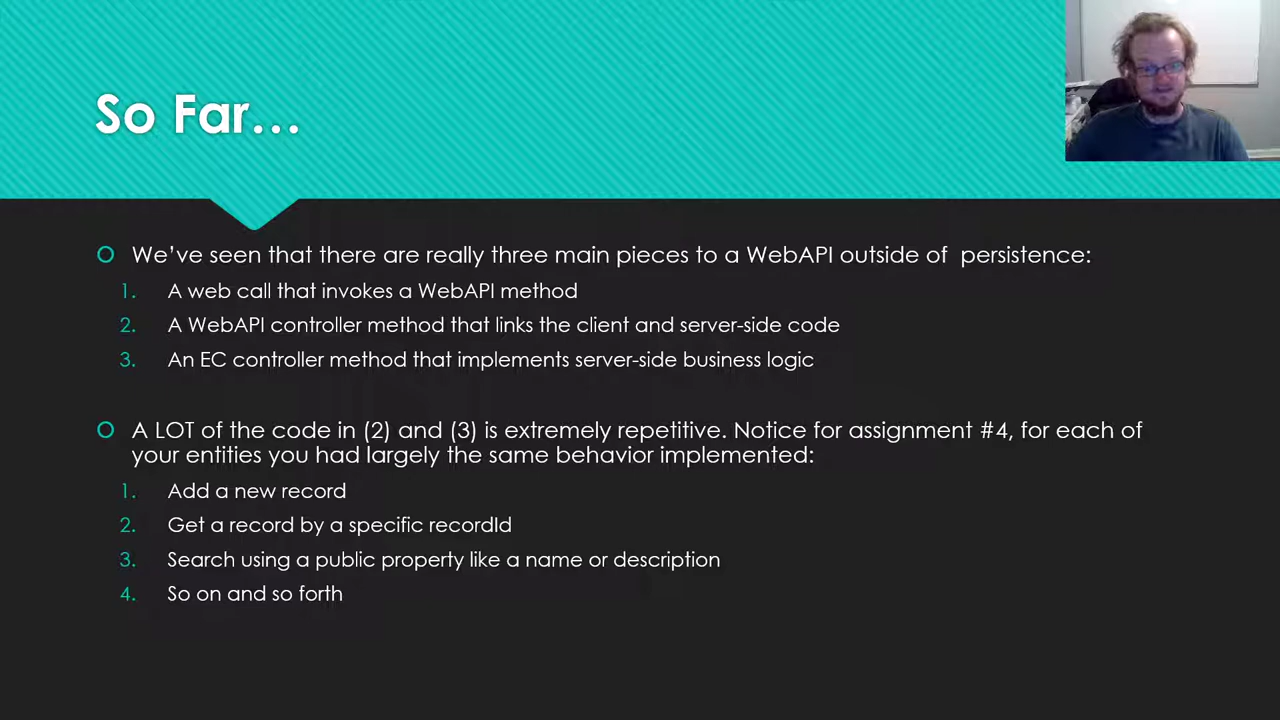 So Far...
We've seen that there are really three main pieces to a WebAPI outside of  persistence:
1. A web call that invokes a WebAPI method
2. A WebAPI controller method that links the client and server-side code
3. An EC controller method that implements server-side business logic
A LOT of the code in (2) and (3) is extremely repetitive. Notice for assignment #4, for each of
your entities you had largely the same behavior implemented:
1. Add a new record
2. Get a record by a specific recordId
3. Search using a public property like a name or description
4. So on and so forth